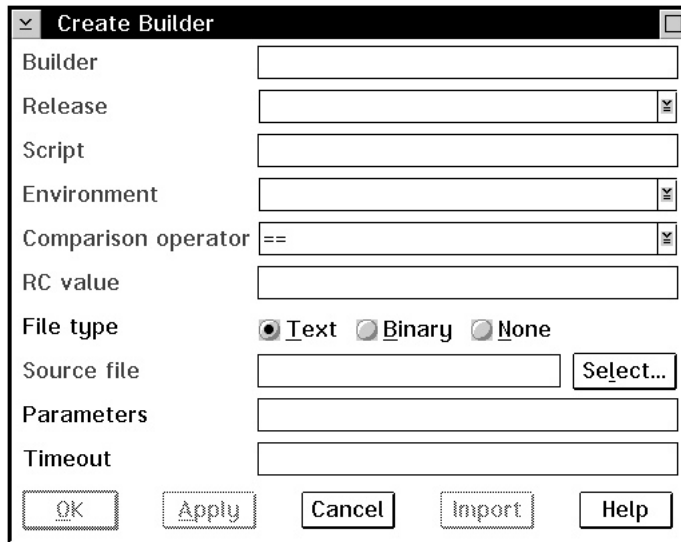 Create Builder
Builder
Release
Script
Environment
Comparison operator ==
RC value
File type Text Binary None
Source file Select...
Parameters
Timeout
OK Apply Cancel Import Help